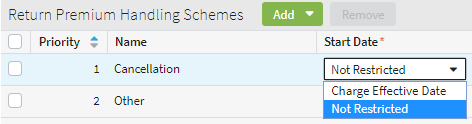 Return Premium Handling Schemes Add Remove
Priority Name Start Date*
1 Cancellation Not Restricted
Charge Effective Date
2 Other Not Restricted